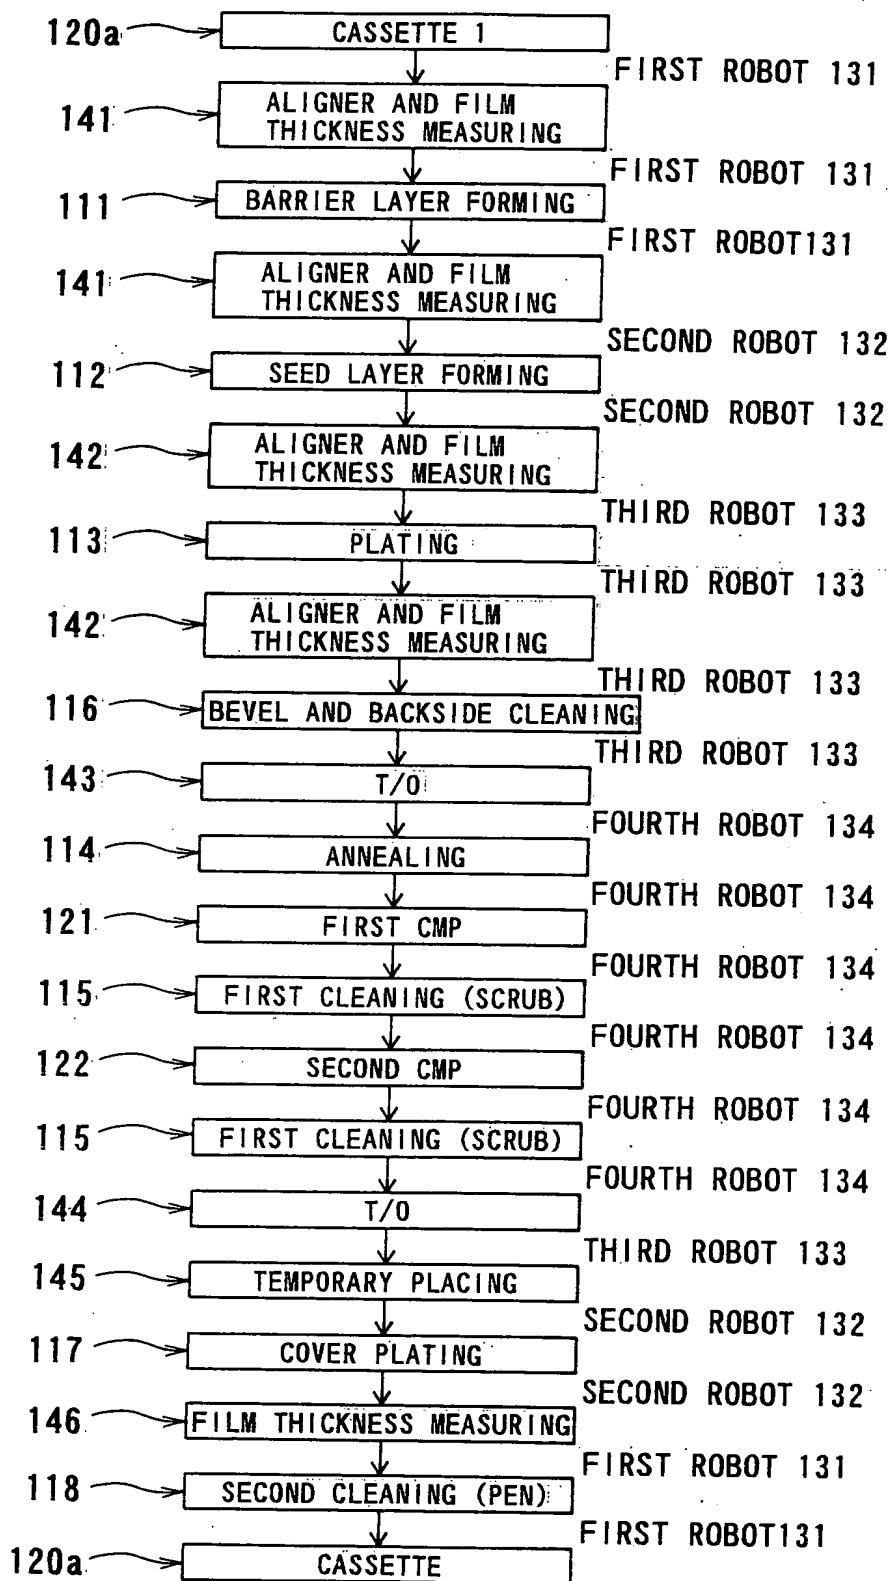 120a CASSETTE 1
FIRST ROBOT 131
141 ALIGNER AND FILM
THICKNESS MEASURING
FIRST ROBOT 131
111 BARRIER LAYER FORMING
FIRST ROBOT131
141 ALIGNER AND FILM
THICKNESS MEASURING
SECOND ROBOT 132
112 SEED LAYER FORMING
SECOND ROBOT 132
142 ALIGNER AND FILM
THICKNESS MEASURING
THIRD ROBOT 133
113 PLATING
THIRD ROBOT 133
142 ALIGNER AND FILM
THICKNESS MEASURING
THIRD ROBOT 133
116 BEVEL AND BACKSIDE CLEANING
THIRD ROBOT 133
143 T/O
FOURTH ROBOT 134
114 ANNEALING
FOURTH ROBOT 134
121 FIRST CMP
FOURTH ROBOT 134
115 FIRST CLEANING (SCRUB)
FOURTH ROBOT 134
122 SECOND CMP
FOURTH ROBOT 134
115 FIRST CLEANING (SCRUB)
FOURTH ROBOT 134
144 T/O
THIRD ROBOT 133
145 TEMPORARY PLACING
SECOND ROBOT 132
117 COVER PLATING
SECOND ROBOT 132
146 FILM THICKNESS MEASURING
FIRST ROBOT 131
118 SECOND CLEANING (PEN)
FIRST ROBOT131
120a CASSETTE